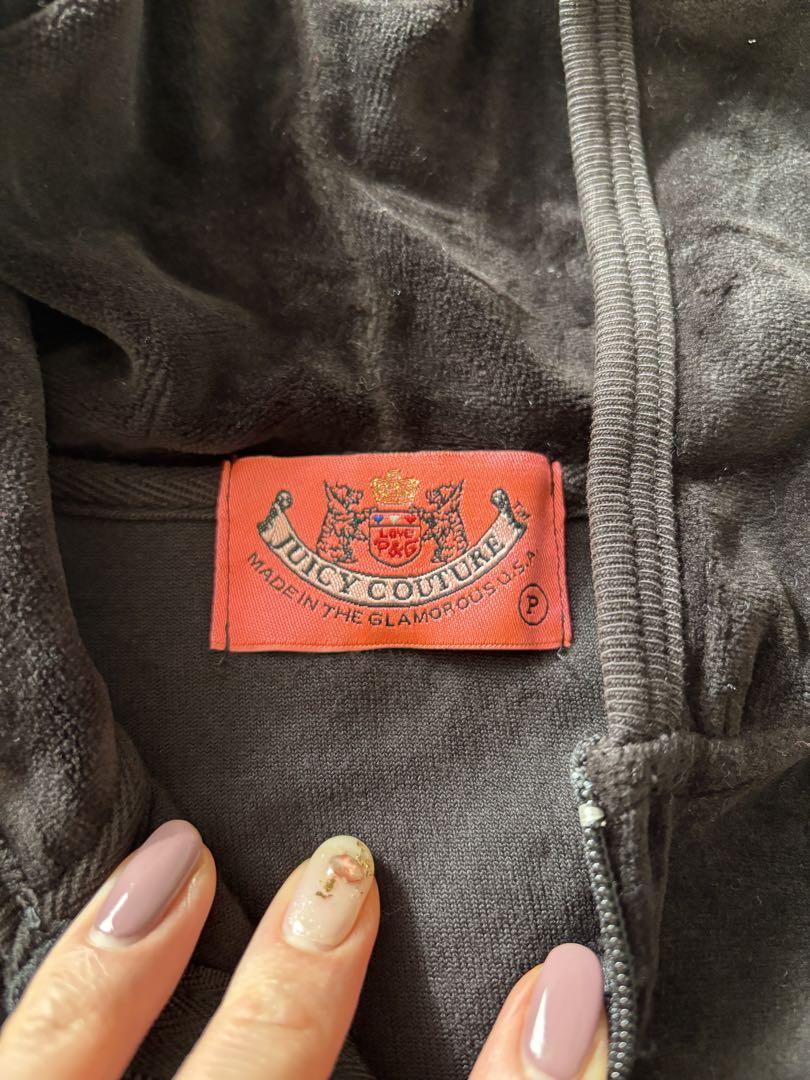 LOVE
P&G
JUICY COUTURE
MADE IN THE GLAMOROUS U.S.A.
P